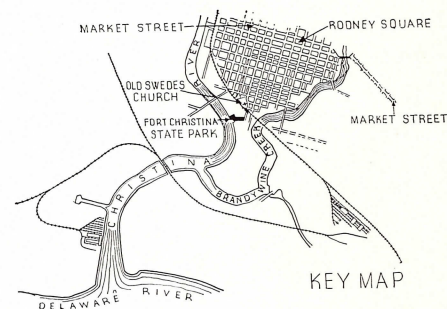 MARKET STREET
RODNEY SQUARE
RIVER
OLD SWEDES
CHURCH
MARKET STREET
FORT CHRISTINA
STATE PARK
CHRISTINA
BRANDYWINE CREEK
KEY MAP
DELAWARE RIVER